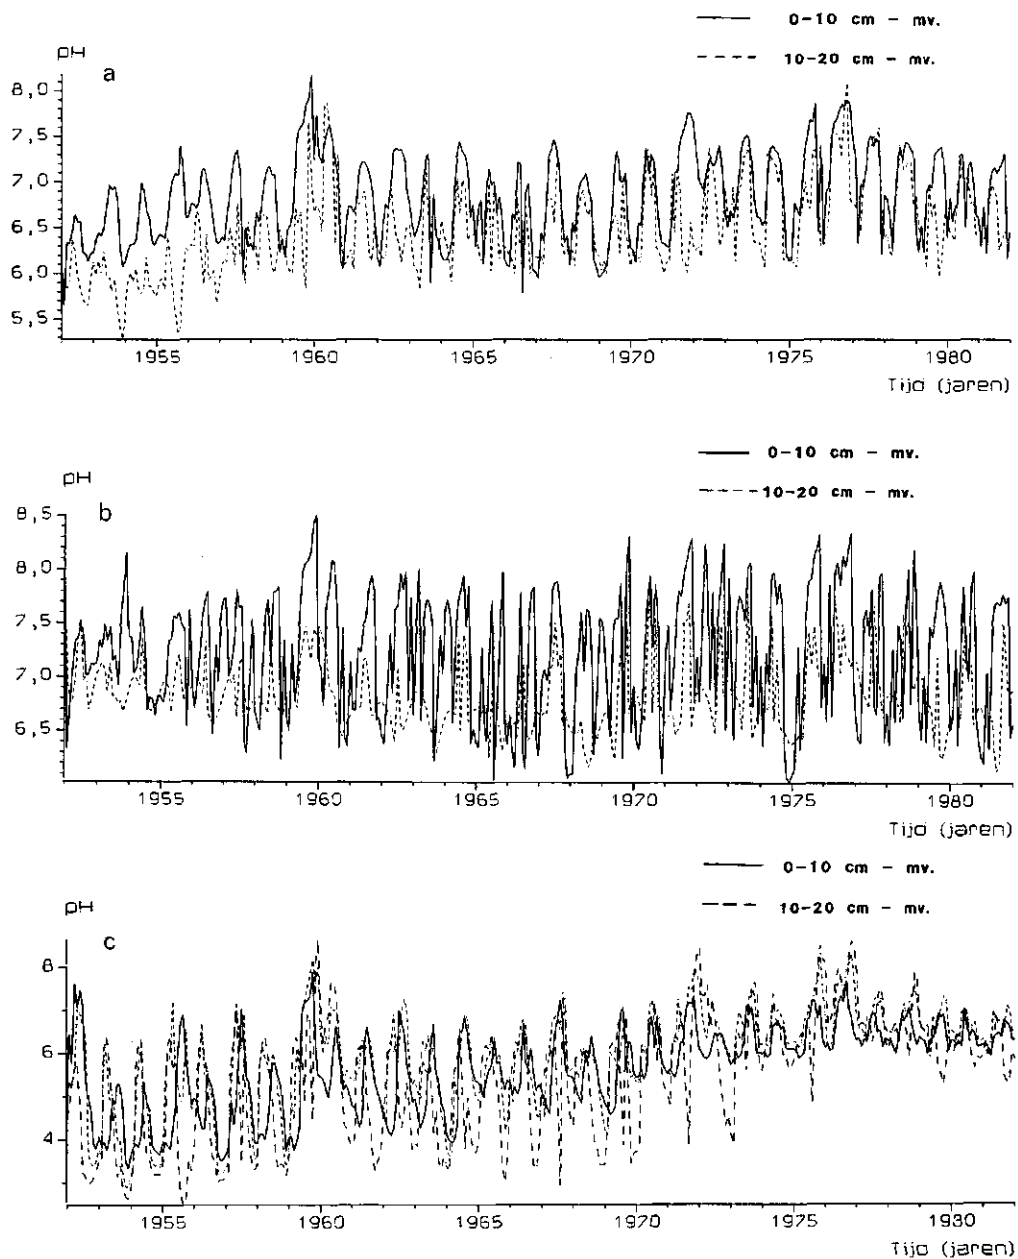 0-10 cm - mv.
10-20 cm - mv.
pH
a
8,0
7,5
7,0
6,5
6,0
5,5
1955 1960 1965 1970 1975 1980
Tijd (jaren)
0-10 cm - mv.
10-20 cm - mv.
pH
b
8,5
8,0
7,5
7,0
6,5
1955 1960 1965 1970 1975 1980
Tijd (jaren)
0-10 cm - mv.
10-20 cm - mv.
pH
c
8
6
4
1955 1960 1965 1970 1975 1930
Tijd (jaren)